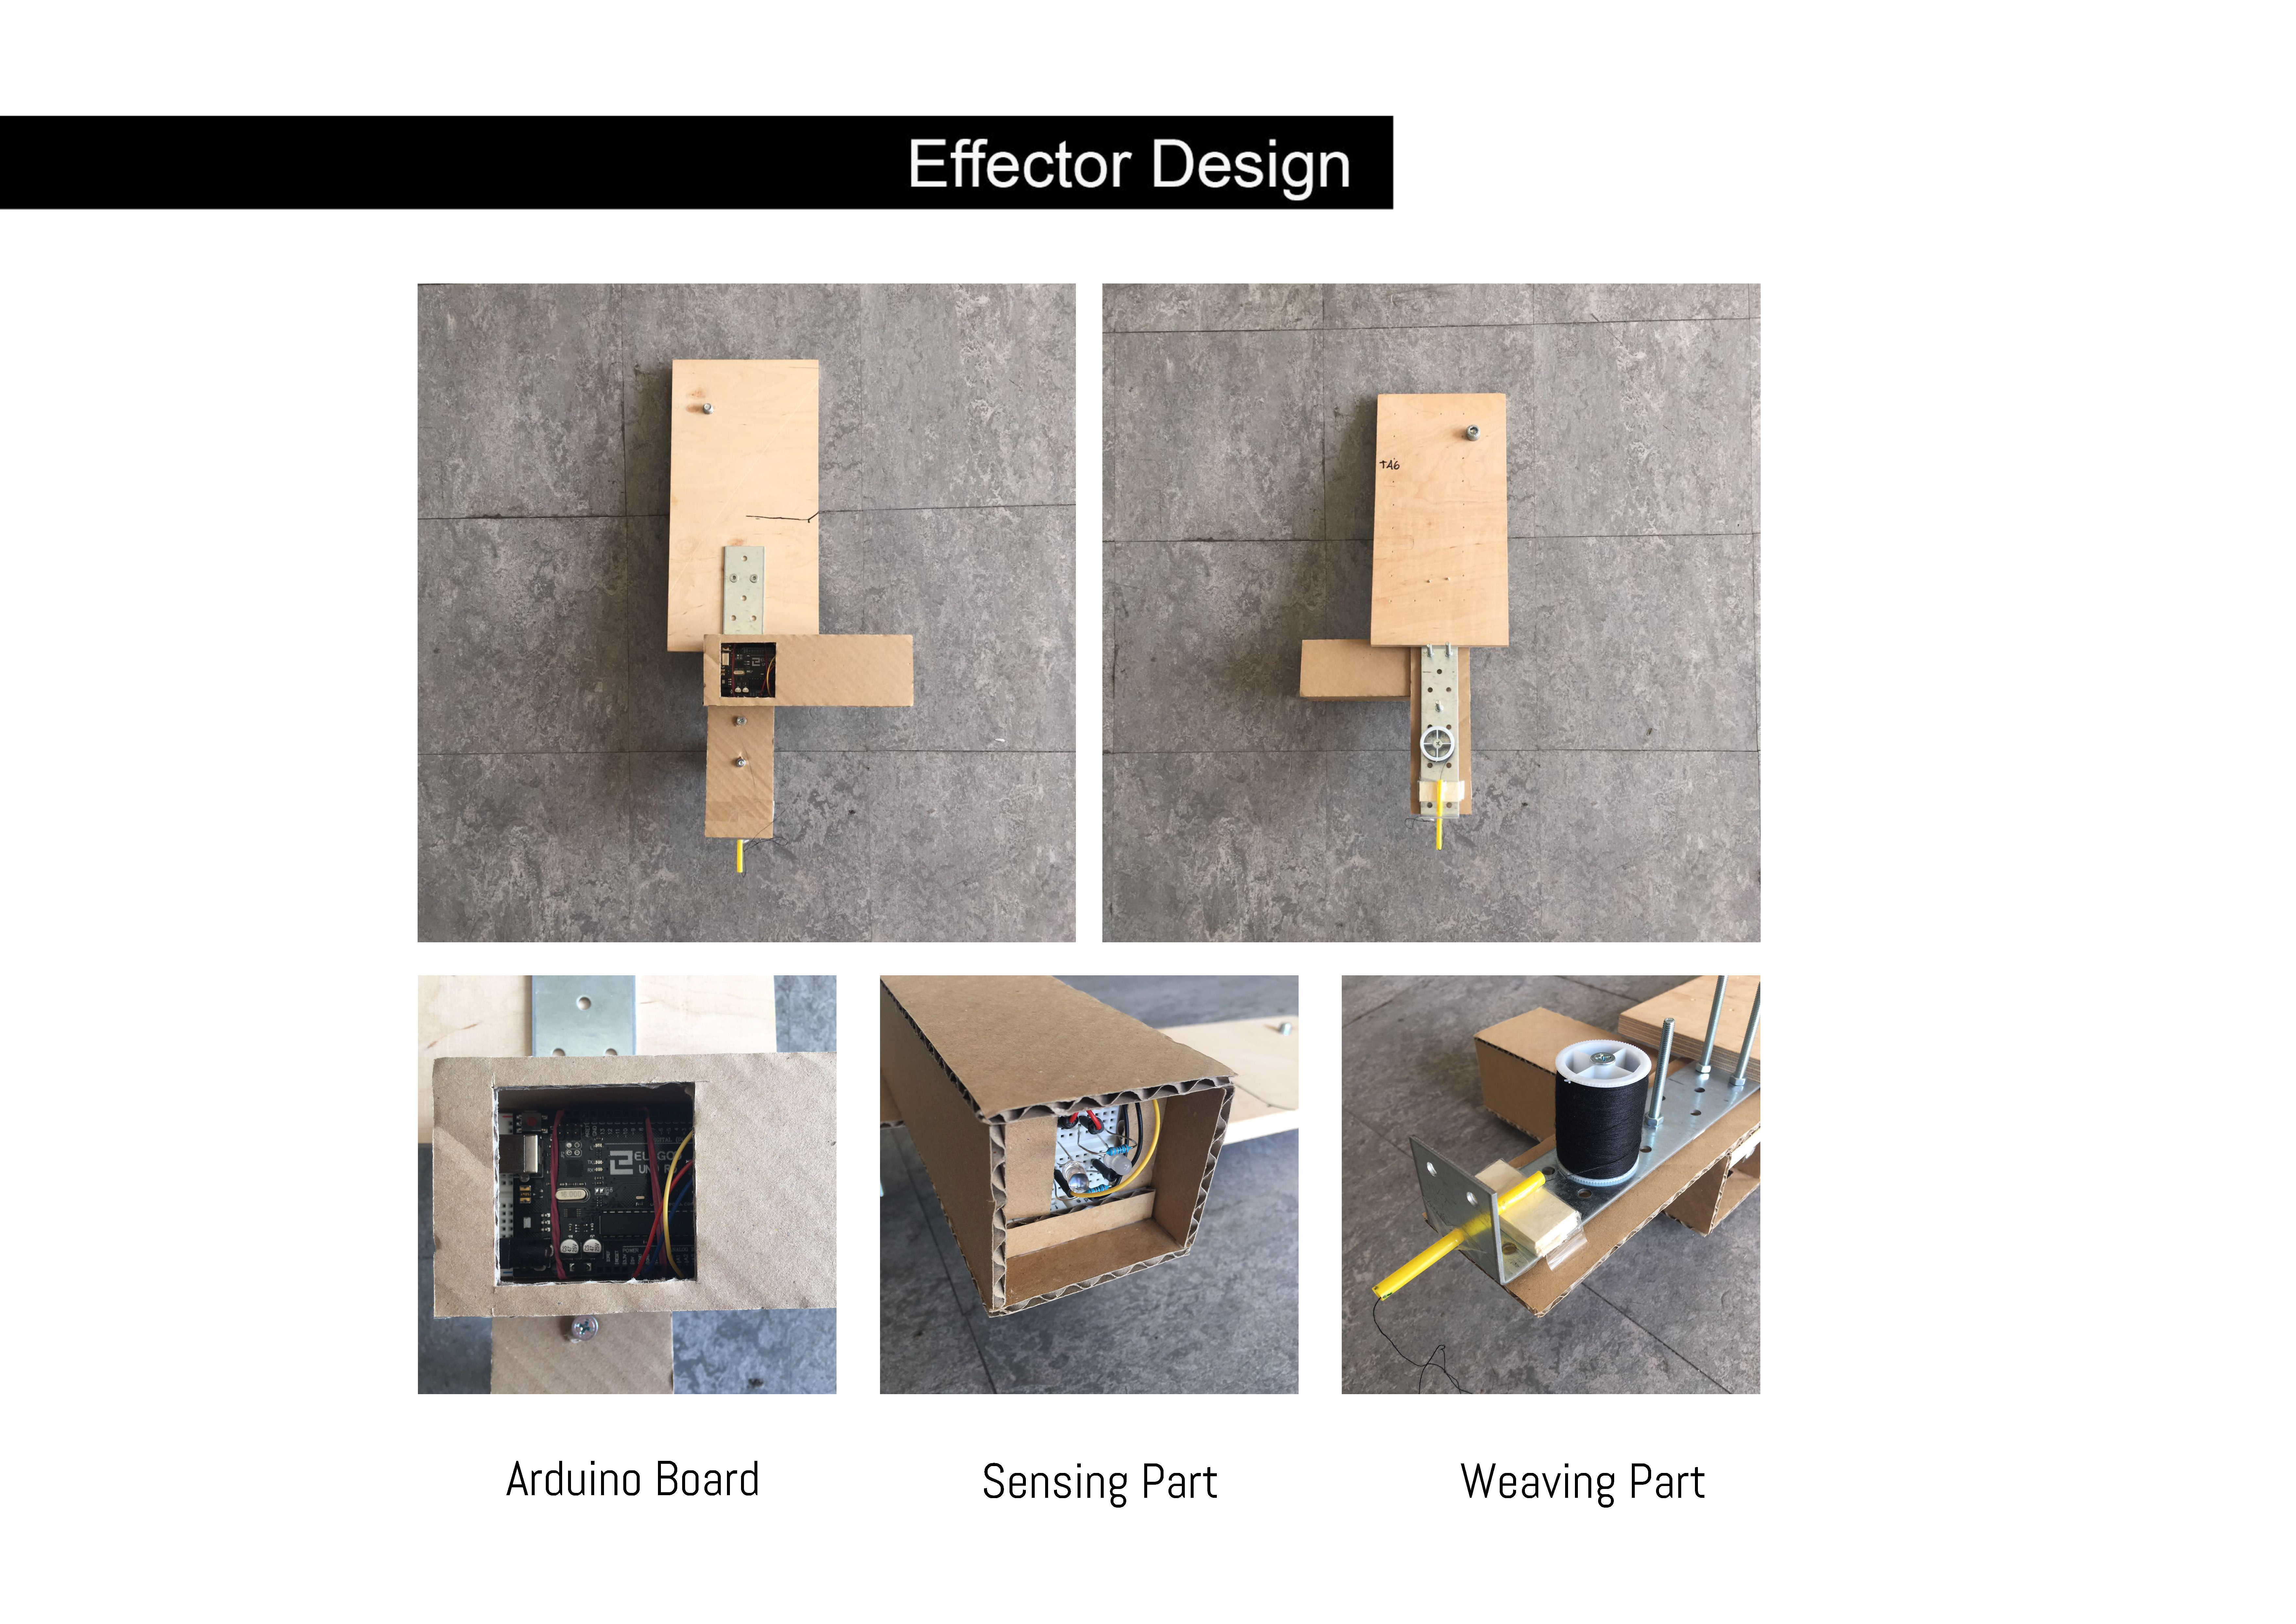 Effector Design
TA6
Arduino Board
Sensing Part
Weaving Part